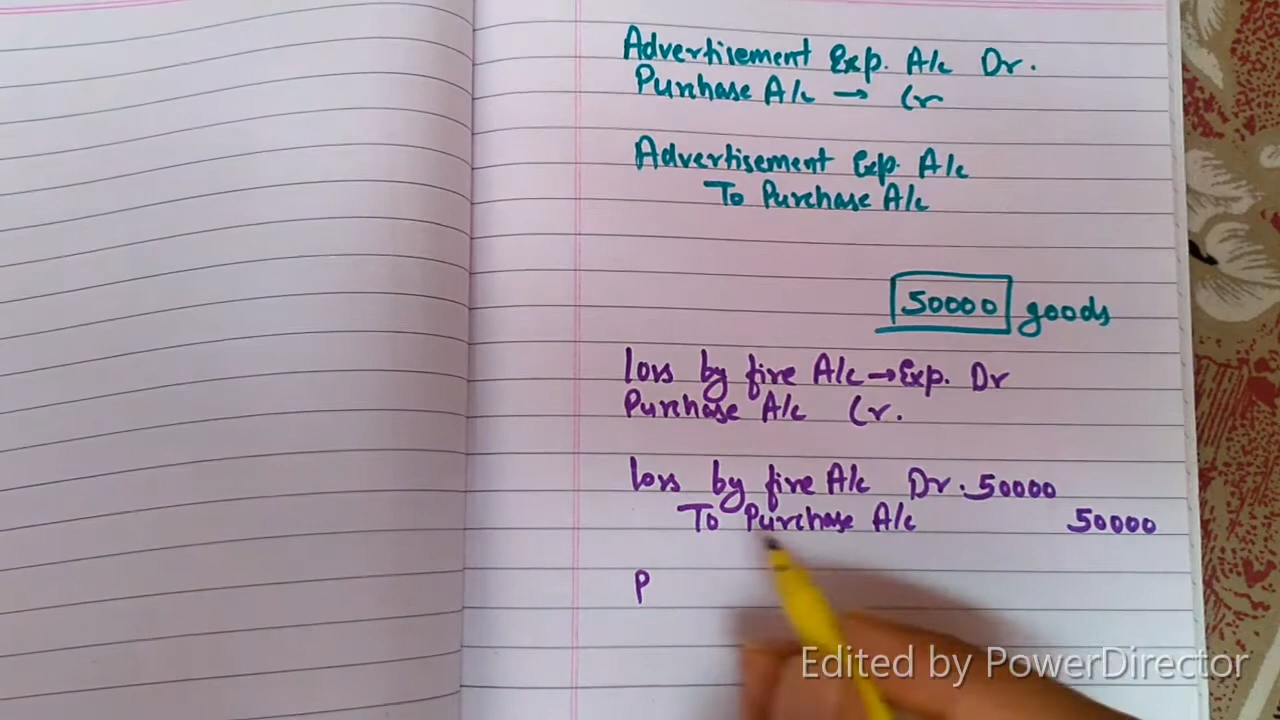 Advertisement Exp. A/c Dr.
Purchase A/c → Cr
Advertisement Exp. A/c
To Purchase A/c
50000 goods
loss by fire A/c → Exp. Dr
Purchase A/c Cr.
loss by fire A/c Dr. 50000
To Purchase A/c 50000
P
Edited by PowerDirector